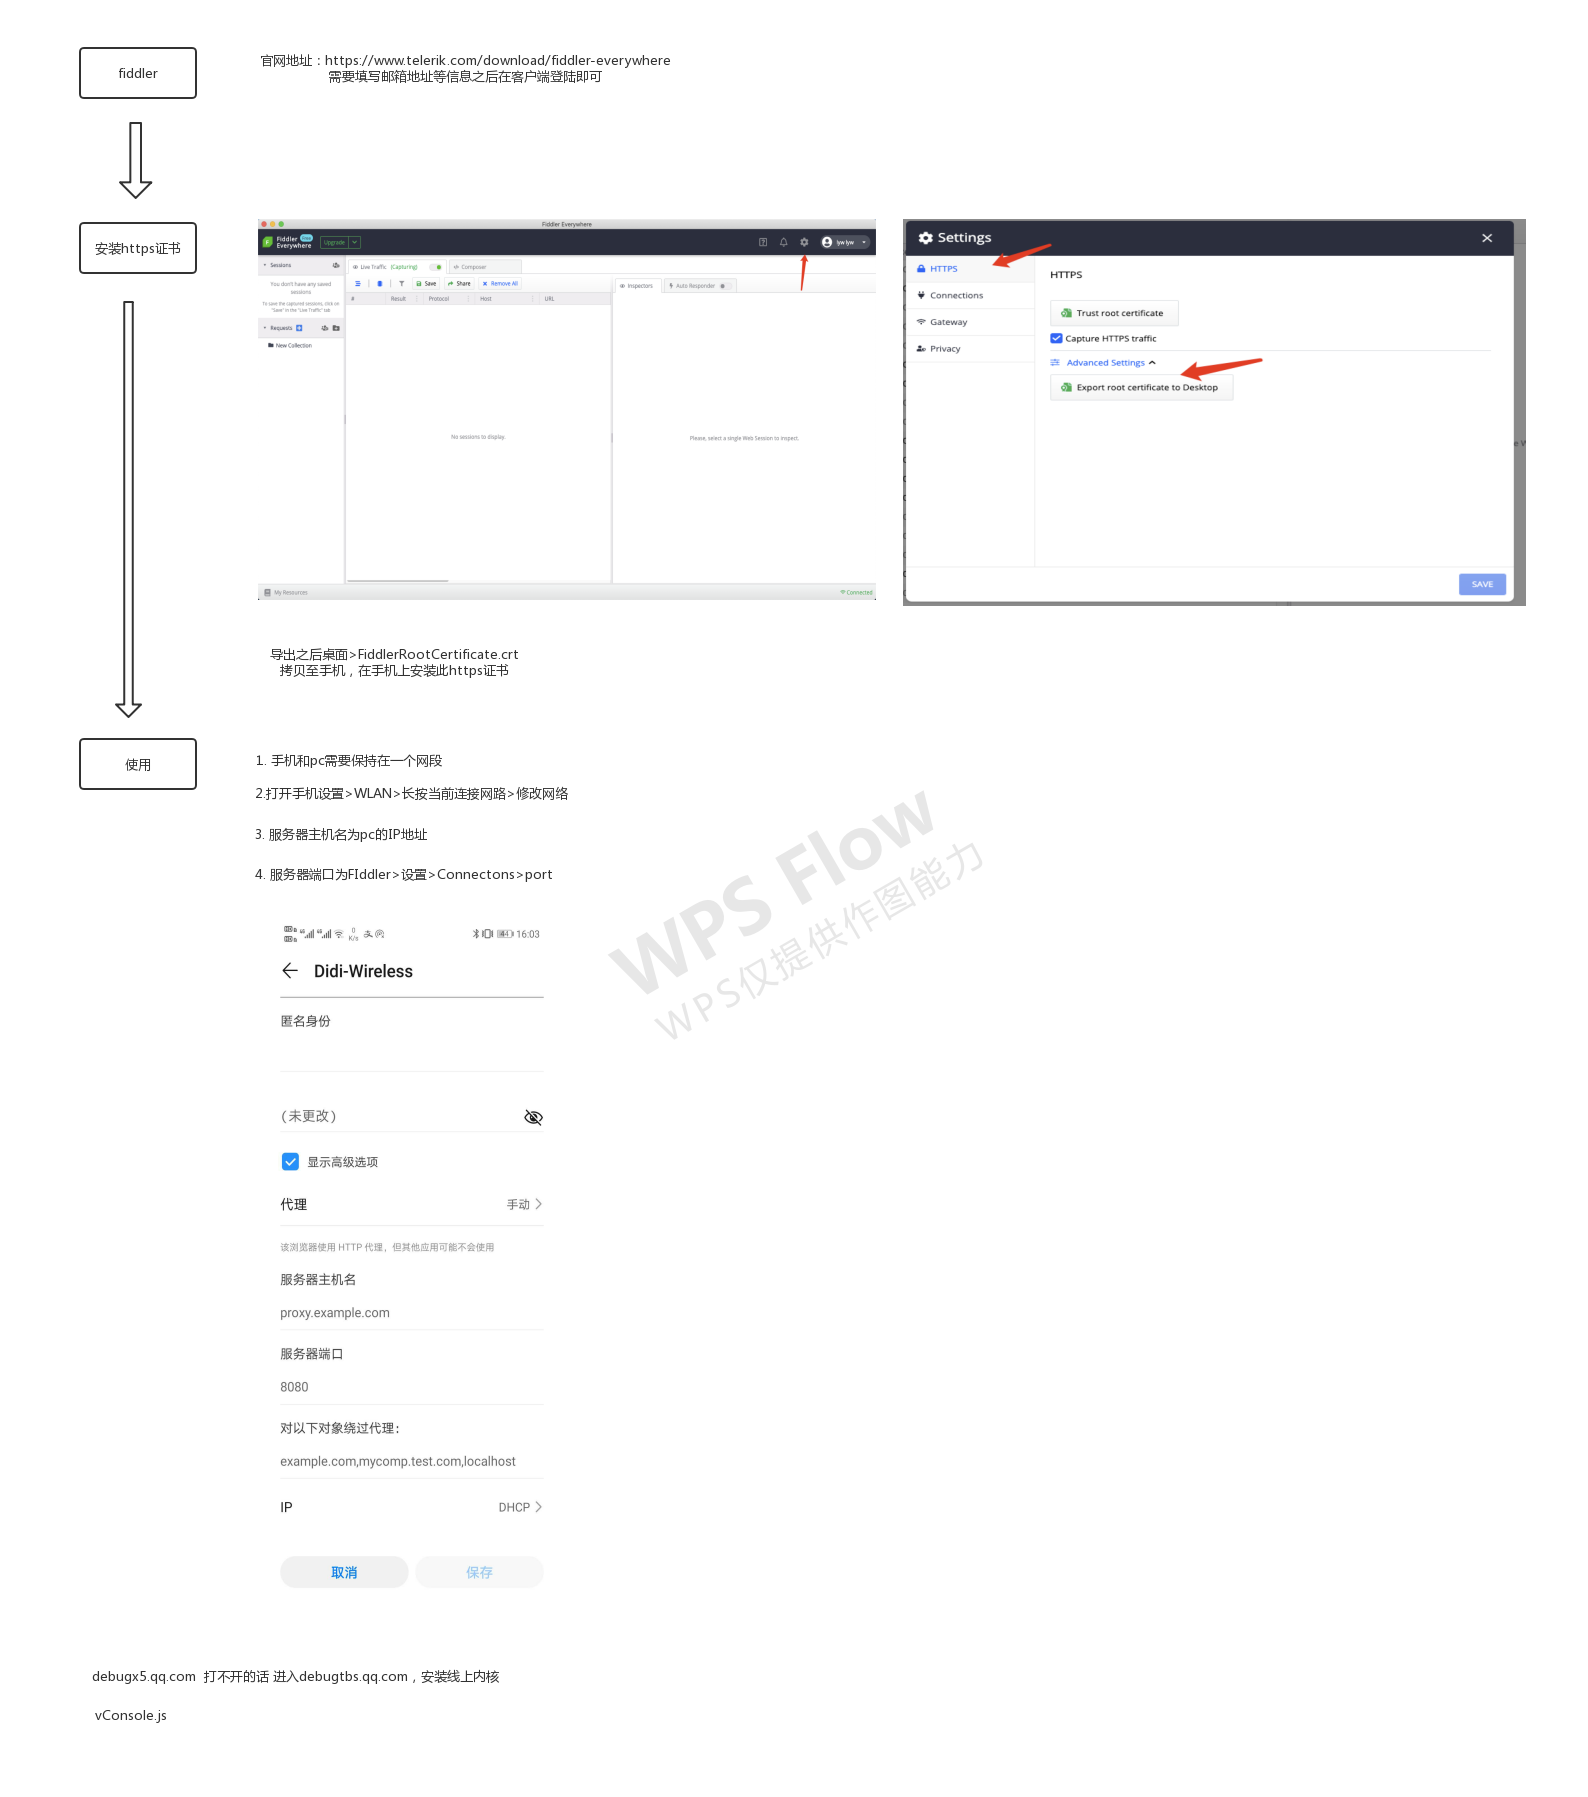 fiddler
官网地址：https://www.telerik.com/download/fiddler-everywhere
需要填写邮箱地址等信息之后在客户端登陆即可
安装https证书
Fiddler Everywhere
Fiddler
Everywhere
Upgrade
lyw lyw
Sessions
You don't have any saved
sessions
To save the captured sessions, click on
"Save" in the "Live Traffic" tab
Requests
New Collection
Live Traffic (Capturing)
Composer
Save
Share
Remove All
# Result Protocol Host URL
No sessions to display.
Inspectors
Auto Responder
Please, select a single Web Session to inspect.
My Resources
Connected
Settings
HTTPS
Connections
Gateway
Privacy
HTTPS
Trust root certificate
Capture HTTPS traffic
Advanced Settings
Export root certificate to Desktop
SAVE
导出之后桌面>FiddlerRootCertificate.crt
拷贝至手机，在手机上安装此https证书
使用
1. 手机和pc需要保持在一个网段
2.打开手机设置>WLAN>长按当前连接网路>修改网络
3. 服务器主机名为pc的IP地址
4. 服务器端口为FIddler>设置>Connectons>port
WPS Flow
WPS仅提供作图能力
0
K/s
16:03
Didi-Wireless
匿名身份
（未更改）
显示高级选项
代理 手动
该浏览器使用 HTTP 代理，但其他应用可能不会使用
服务器主机名
proxy.example.com
服务器端口
8080
对以下对象绕过代理：
example.com,mycomp.test.com,localhost
IP DHCP
取消 保存
debugx5.qq.com 打不开的话 进入debugtbs.qq.com，安装线上内核
vConsole.js